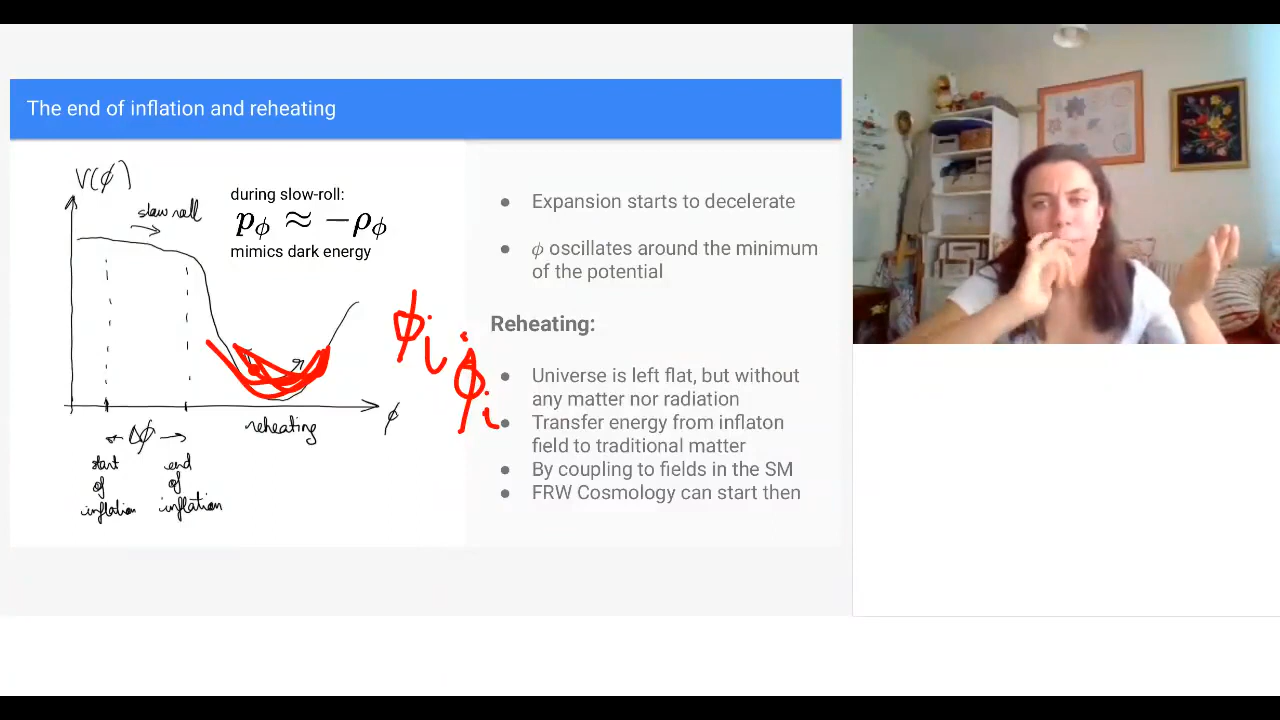 The end of inflation and reheating
V(ϕ)
slow roll
during slow-roll:
pϕ ≈ −ρϕ
mimics dark energy
ϕ
reheating
Δϕ
start
of
inflation
end
of
inflation
ϕi
ϕ̇i
● Expansion starts to decelerate
● ϕ oscillates around the minimum
of the potential
Reheating:
● Universe is left flat, but without
any matter nor radiation
● Transfer energy from inflaton
field to traditional matter
● By coupling to fields in the SM
● FRW Cosmology can start then